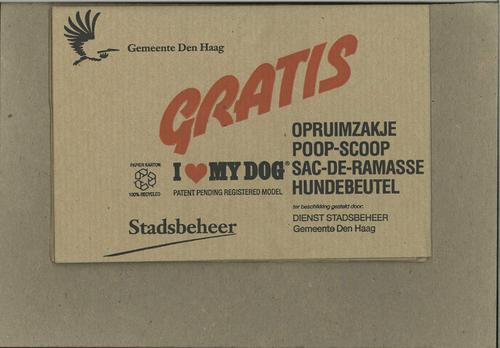 Gemeente Den Haag
GRATIS
OPRUIMZAKJE
POOP-SCOOP
SAC-DE-RAMASSE
HUNDEBEUTEL
PAPIER KARTON
100% RECYCLED
I ❤ MY DOG®
PATENT PENDING REGISTERED MODEL
ter beschikking gesteld door:
DIENST STADSBEHEER
Gemeente Den Haag
Stadsbeheer